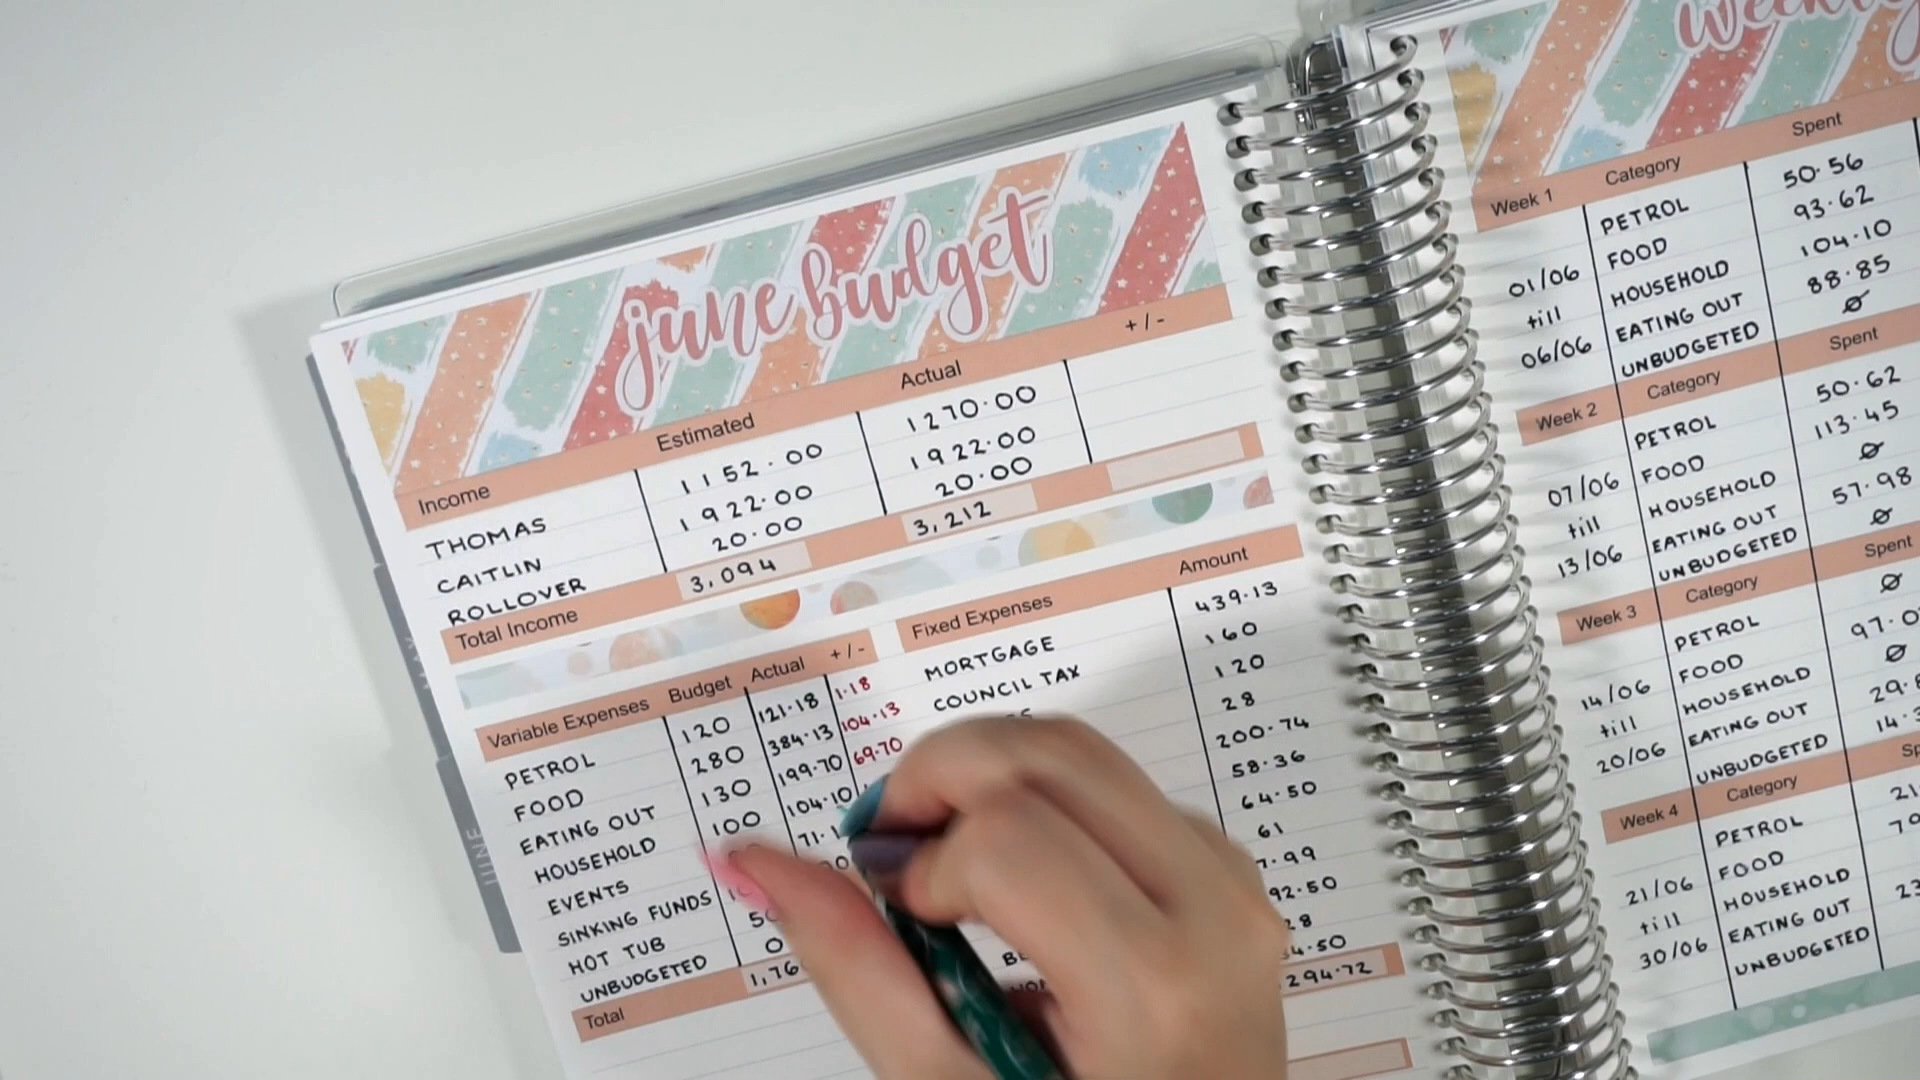 june budget
Income Estimated Actual + / -
THOMAS 1152.00 1270.00
CAITLIN 1922.00 1922.00
ROLLOVER 20.00 20.00
Total Income 3,094 3,212
Variable Expenses Budget Actual + / -
PETROL 120 121.18 1.18
FOOD 280 384.13 104.13
EATING OUT 130 199.70 69.70
HOUSEHOLD 100 104.10
EVENTS
SINKING FUNDS
HOT TUB
UNBUDGETED 0
Total
Fixed Expenses Amount
MORTGAGE 439.13
COUNCIL TAX 160
120
28
200.74
58.36
64.50
61
JUNE
Week 1 Category Spent
01/06 till 06/06
PETROL 50.56
FOOD 93.62
HOUSEHOLD 104.10
EATING OUT 88.85
UNBUDGETED Ø
Week 2 Category Spent
07/06 till 13/06
PETROL 50.62
FOOD 113.45
HOUSEHOLD Ø
EATING OUT 57.98
UNBUDGETED Ø
Week 3 Category Spent
14/06 till 20/06
PETROL Ø
FOOD
HOUSEHOLD Ø
EATING OUT
UNBUDGETED
Week 4 Category
21/06 till 30/06
PETROL
FOOD
HOUSEHOLD
EATING OUT
UNBUDGETED